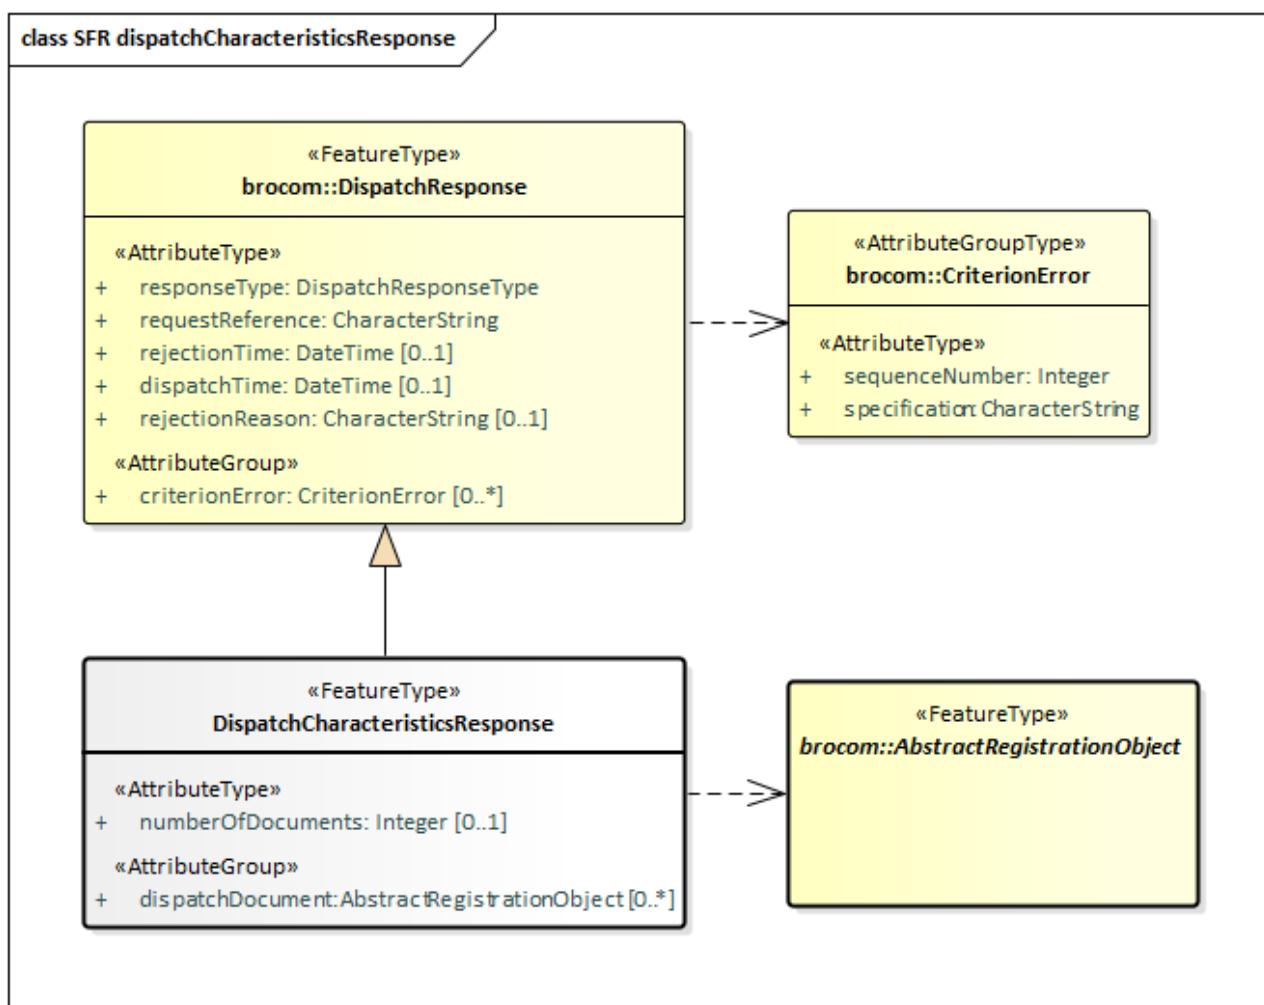 class SFR dispatchCharacteristicsResponse
«FeatureType»
brocom::DispatchResponse
«AttributeType»
+ responseType: DispatchResponseType
+ requestReference: CharacterString
+ rejectionTime: DateTime [0..1]
+ dispatchTime: DateTime [0..1]
+ rejectionReason: CharacterString [0..1]
«AttributeGroup»
+ criterionError: CriterionError [0..*]
«AttributeGroupType»
brocom::CriterionError
«AttributeType»
+ sequenceNumber: Integer
+ specification: CharacterString
«FeatureType»
DispatchCharacteristicsResponse
«AttributeType»
+ numberOfDocuments: Integer [0..1]
«AttributeGroup»
+ dispatchDocument:AbstractRegistrationObject [0..*]
«FeatureType»
brocom::AbstractRegistrationObject